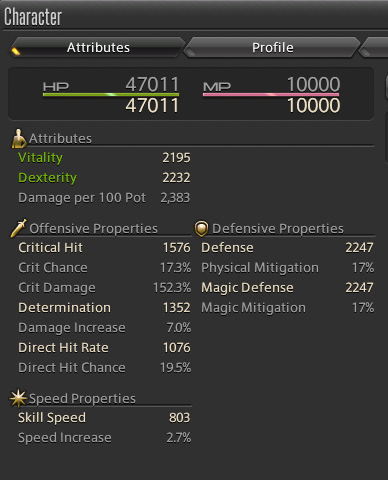 Character
Attributes Profile
HP 47011 MP 10000
47011 10000
Attributes
Vitality 2195
Dexterity 2232
Damage per 100 Pot 2,383
Offensive Properties Defensive Properties
Critical Hit 1576 Defense 2247
Crit Chance 17.3% Physical Mitigation 17%
Crit Damage 152.3% Magic Defense 2247
Determination 1352 Magic Mitigation 17%
Damage Increase 7.0%
Direct Hit Rate 1076
Direct Hit Chance 19.5%
Speed Properties
Skill Speed 803
Speed Increase 2.7%